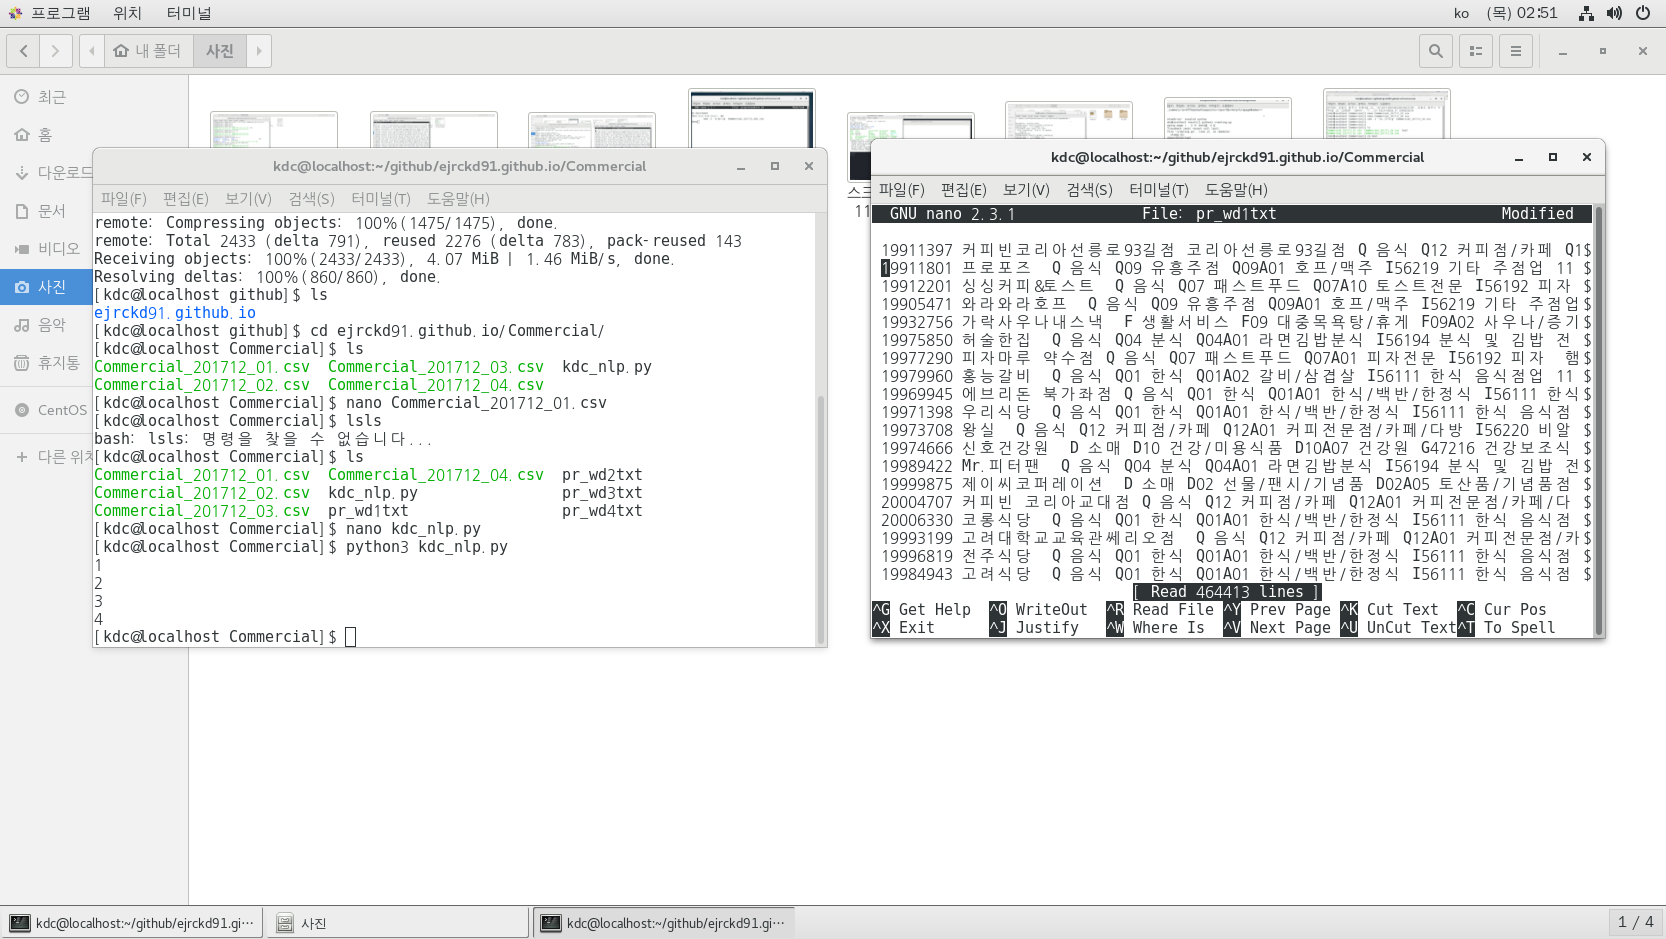 프로그램 위치 터미널 ko (목) 02:51
내 폴더 사진
최근
홈
다운로드
문서
비디오
사진
음악
휴지통
CentOS
다른 위치
kdc@localhost:~/github/ejrckd91.github.io/Commercial
파일(F) 편집(E) 보기(V) 검색(S) 터미널(T) 도움말(H)
remote: Compressing objects: 100% (1475/1475), done.
remote: Total 2433 (delta 791), reused 2276 (delta 783), pack-reused 143
Receiving objects: 100% (2433/2433), 4.07 MiB | 1.46 MiB/s, done.
Resolving deltas: 100% (860/860), done.
[kdc@localhost github]$ ls
ejrckd91.github.io
[kdc@localhost github]$ cd ejrckd91.github.io/Commercial/
[kdc@localhost Commercial]$ ls
Commercial_201712_01.csv Commercial_201712_03.csv kdc_nlp.py
Commercial_201712_02.csv Commercial_201712_04.csv
[kdc@localhost Commercial]$ nano Commercial_201712_01.csv
[kdc@localhost Commercial]$ lsls
bash: lsls: 명령을 찾을 수 없습니다...
[kdc@localhost Commercial]$ ls
Commercial_201712_01.csv Commercial_201712_04.csv pr_wd2txt
Commercial_201712_02.csv kdc_nlp.py pr_wd3txt
Commercial_201712_03.csv pr_wd1txt pr_wd4txt
[kdc@localhost Commercial]$ nano kdc_nlp.py
[kdc@localhost Commercial]$ python3 kdc_nlp.py
1
2
3
4
[kdc@localhost Commercial]$
스크
11
kdc@localhost:~/github/ejrckd91.github.io/Commercial
파일(F) 편집(E) 보기(V) 검색(S) 터미널(T) 도움말(H)
GNU nano 2.3.1 File: pr_wd1txt Modified
19911397 커피빈코리아선릉로93길점 코리아선릉로93길점 Q 음식 Q12 커피점/카페 Q1$
19911801 프로포즈 Q 음식 Q09 유흥주점 Q09A01 호프/맥주 I56219 기타 주점업 11 $
19912201 싱싱커피&토스트 Q 음식 Q07 패스트푸드 Q07A10 토스트전문 I56192 피자 $
19905471 와라와라호프 Q 음식 Q09 유흥주점 Q09A01 호프/맥주 I56219 기타 주점업$
19932756 가락사우나내스낵 F 생활서비스 F09 대중목욕탕/휴게 F09A02 사우나/증기$
19975850 허술한집 Q 음식 Q04 분식 Q04A01 라면김밥분식 I56194 분식 및 김밥 전 $
19977290 피자마루 약수점 Q 음식 Q07 패스트푸드 Q07A01 피자전문 I56192 피자 햄$
19979960 홍능갈비 Q 음식 Q01 한식 Q01A02 갈비/삼겹살 I56111 한식 음식점업 11 $
19969945 에브리돈 북가좌점 Q 음식 Q01 한식 Q01A01 한식/백반/한정식 I56111 한식$
19971398 우리식당 Q 음식 Q01 한식 Q01A01 한식/백반/한정식 I56111 한식 음식점 $
19973708 왕실 Q 음식 Q12 커피점/카페 Q12A01 커피전문점/카페/다방 I56220 비알 $
19974666 신호건강원 D 소매 D10 건강/미용식품 D10A07 건강원 G47216 건강보조식 $
19989422 Mr.피터팬 Q 음식 Q04 분식 Q04A01 라면김밥분식 I56194 분식 및 김밥 전$
19999875 제이씨코퍼레이션 D 소매 D02 선물/팬시/기념품 D02A05 토산품/기념품점 $
20004707 커피빈 코리아교대점 Q 음식 Q12 커피점/카페 Q12A01 커피전문점/카페/다 $
20006330 코롱식당 Q 음식 Q01 한식 Q01A01 한식/백반/한정식 I56111 한식 음식점 $
19993199 고려대학교교육관쎄리오점 Q 음식 Q12 커피점/카페 Q12A01 커피전문점/카$
19996819 전주식당 Q 음식 Q01 한식 Q01A01 한식/백반/한정식 I56111 한식 음식점 $
19984943 고려식당 Q 음식 Q01 한식 Q01A01 한식/백반/한정식 I56111 한식 음식점 $
[ Read 464413 lines ]
^G Get Help ^O WriteOut ^R Read File ^Y Prev Page ^K Cut Text ^C Cur Pos
^X Exit ^J Justify ^W Where Is ^V Next Page ^U UnCut Text ^T To Spell
kdc@localhost:~/github/ejrckd91.gi··· 사진 kdc@localhost:~/github/ejrckd91.gi··· 1 / 4